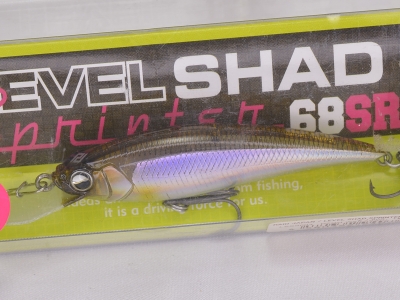 EVEL SHAD
printer 68SR
fishing,
it is a driving force for us.